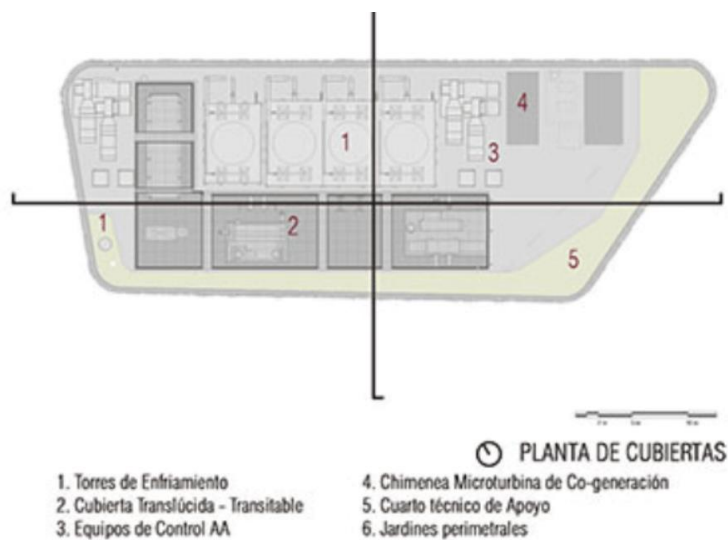 4
1
3
1
2
5
PLANTA DE CUBIERTAS
1. Torres de Enfriamiento
2. Cubierta Translúcida - Transitable
3. Equipos de Control AA
4. Chimenea Microturbina de Co-generación
5. Cuarto técnico de Apoyo
6. Jardines perimetrales